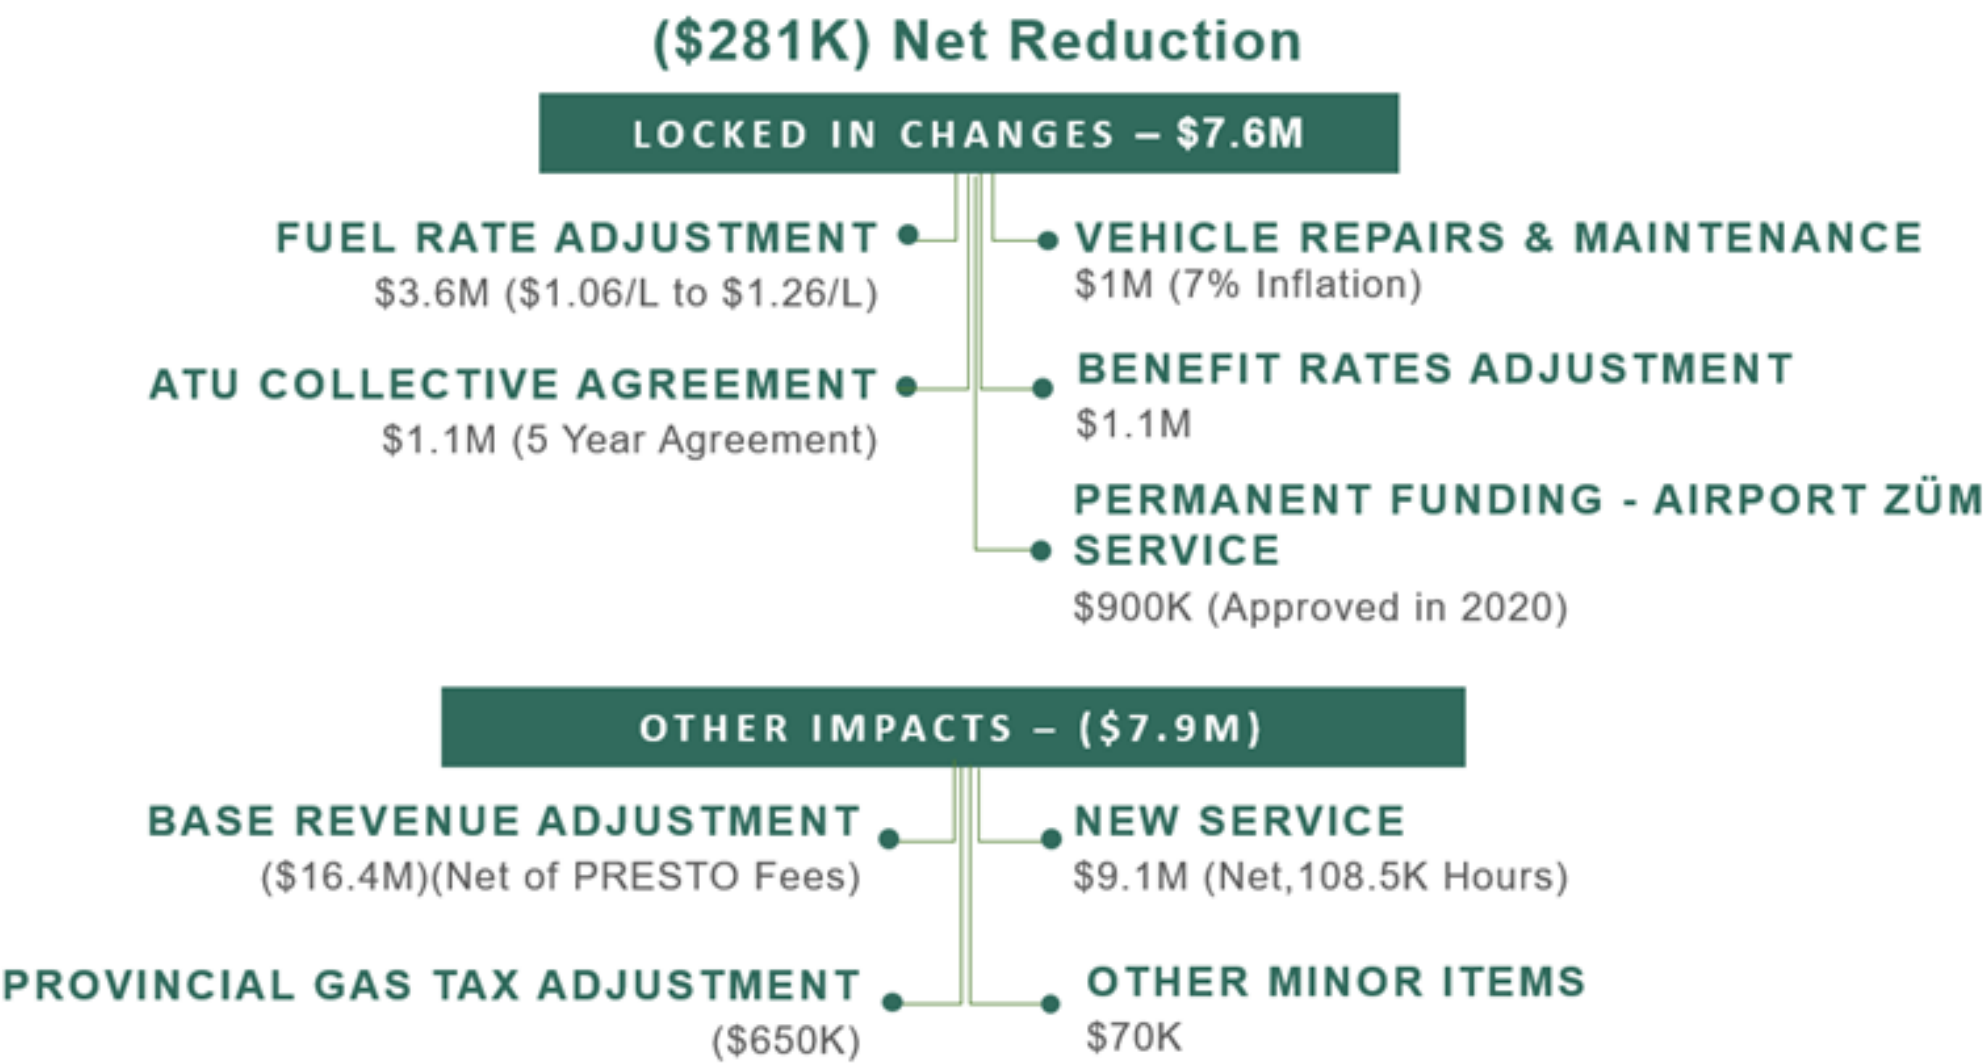 ($281K) Net Reduction
LOCKED IN CHANGES – $7.6M
FUEL RATE ADJUSTMENT
$3.6M ($1.06/L to $1.26/L)
VEHICLE REPAIRS & MAINTENANCE
$1M (7% Inflation)
ATU COLLECTIVE AGREEMENT
$1.1M (5 Year Agreement)
BENEFIT RATES ADJUSTMENT
$1.1M
PERMANENT FUNDING - AIRPORT ZÜM
SERVICE
$900K (Approved in 2020)
OTHER IMPACTS – ($7.9M)
BASE REVENUE ADJUSTMENT
($16.4M)(Net of PRESTO Fees)
NEW SERVICE
$9.1M (Net,108.5K Hours)
PROVINCIAL GAS TAX ADJUSTMENT
($650K)
OTHER MINOR ITEMS
$70K